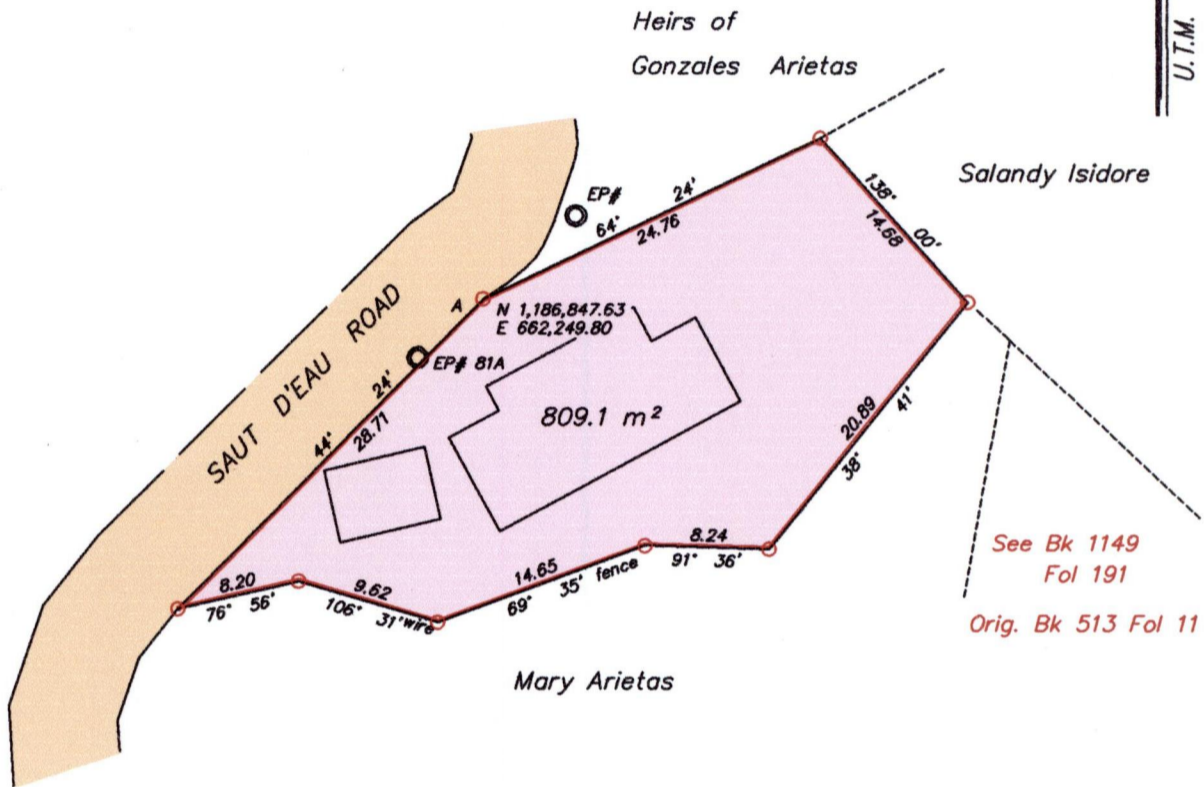 Heirs of
Gonzales Arietas
U.T.M.
Salandy Isidore
EP#
64° 24'
24.76
138° 00'
14.68
A
N 1,186,847.63
E 662,249.80
EP# 81A
SAUT D'EAU ROAD
44° 24'
28.71
809.1 m²
20.89
38° 41'
8.24
91° 36'
14.65
69° 35' fence
9.62
106° 31' wire
8.20
76° 56'
See Bk 1149
Fol 191
Orig. Bk 513 Fol 11
Mary Arietas